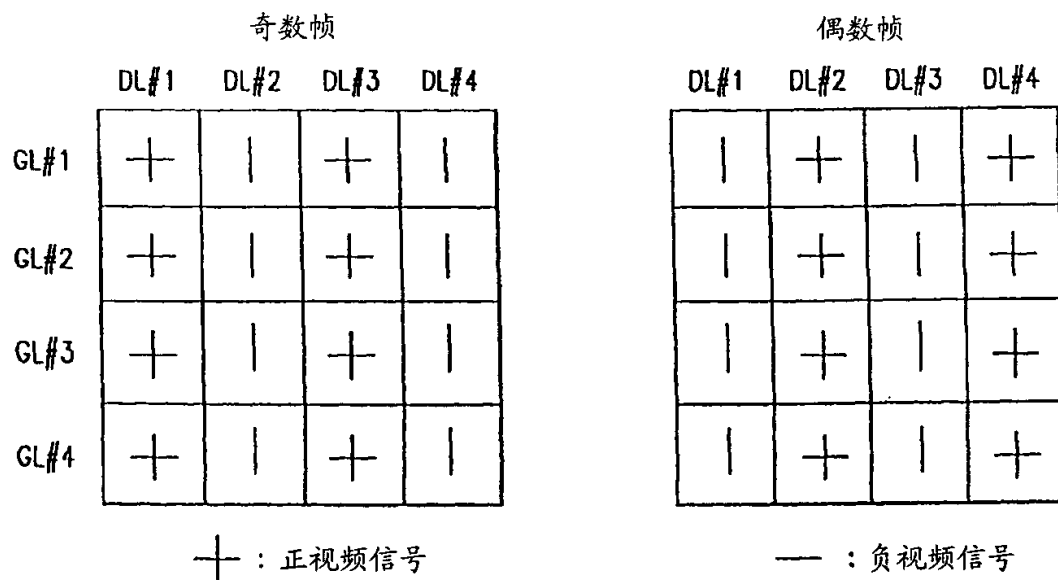 奇数帧 偶数帧
DL#1 DL#2 DL#3 DL#4 DL#1 DL#2 DL#3 DL#4
GL#1 + | + | | + | +
GL#2 + | + | | + | +
GL#3 + | + | | + | +
GL#4 + | + | | + | +
+ : 正视频信号 — : 负视频信号